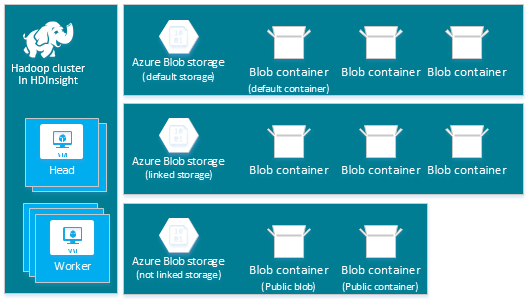 Hadoop cluster
In HDInsight
VM
Head
VM
Worker
Azure Blob storage
(default storage)
Blob container
(default container)
Blob container
Blob container
Azure Blob storage
(linked storage)
Blob container
Blob container
Blob container
Azure Blob storage
(not linked storage)
Blob container
(Public blob)
Blob container
(Public container)